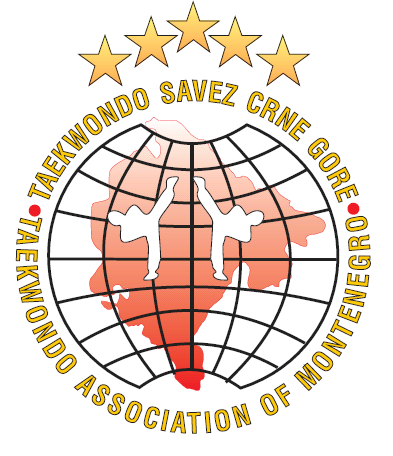 TAEKWONDO SAVEZ CRNE GORE
TAEKWONDO ASSOCIATION OF MONTENEGRO